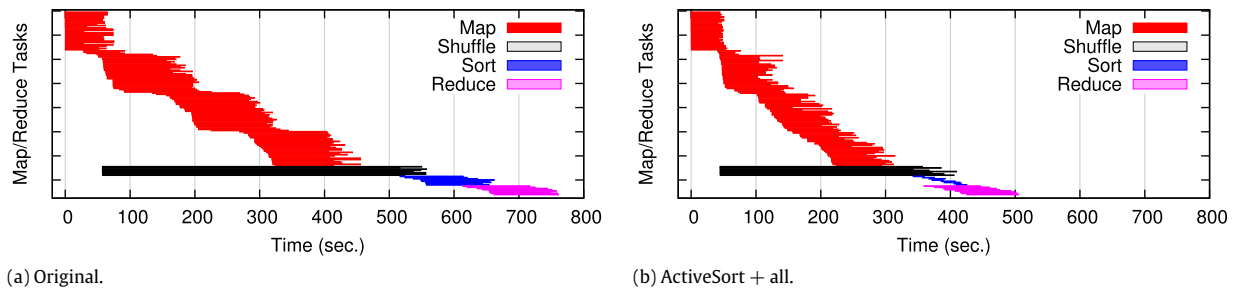 Map/Reduce Tasks
Map
Shuffle
Sort
Reduce
0 100 200 300 400 500 600 700 800
Time (sec.)
(a) Original.
Map/Reduce Tasks
Map
Shuffle
Sort
Reduce
0 100 200 300 400 500 600 700 800
Time (sec.)
(b) ActiveSort + all.